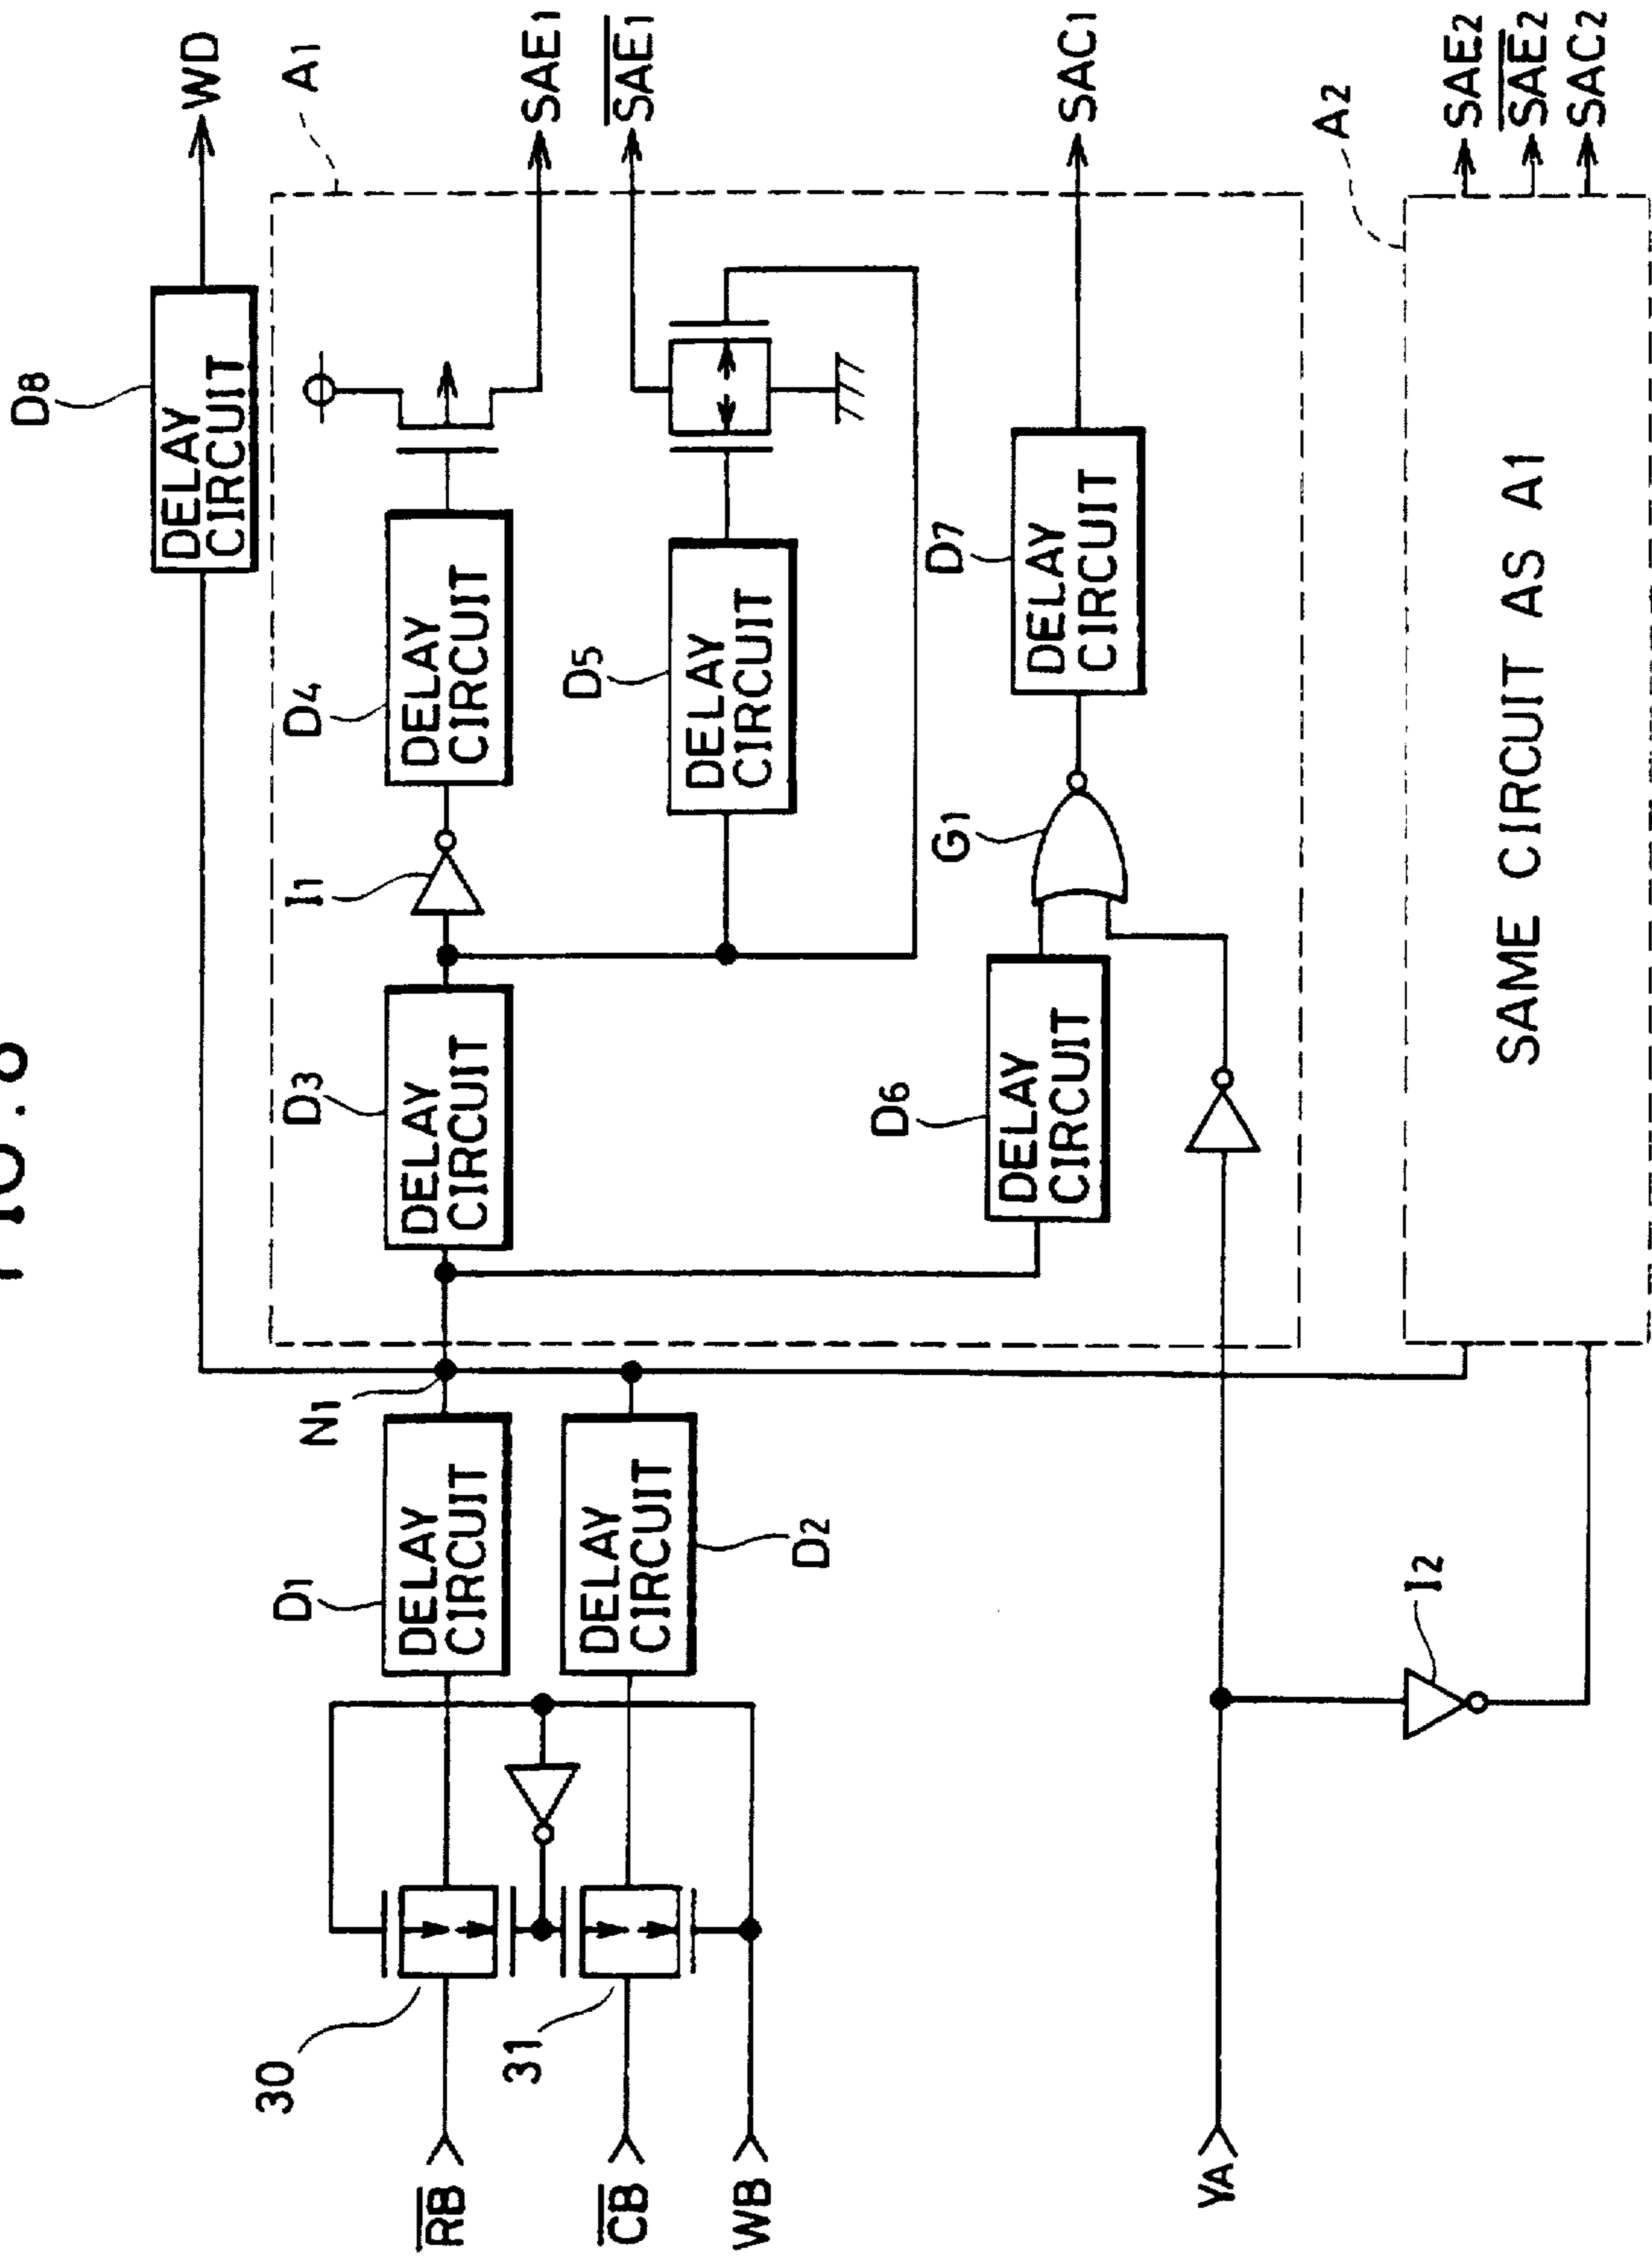 FIG. 8
D8
DELAY
CIRCUIT
WD
A1
D1
DELAY
CIRCUIT
N1
D3
DELAY
CIRCUIT
I1
D4
DELAY
CIRCUIT
SAE1
SAE1
D2
DELAY
CIRCUIT
D5
DELAY
CIRCUIT
30
31
RB
CB
WB
D6
DELAY
CIRCUIT
G1
D7
DELAY
CIRCUIT
SAC1
YA
I2
A2
SAME CIRCUIT AS A1
SAE2
SAE2
SAC2